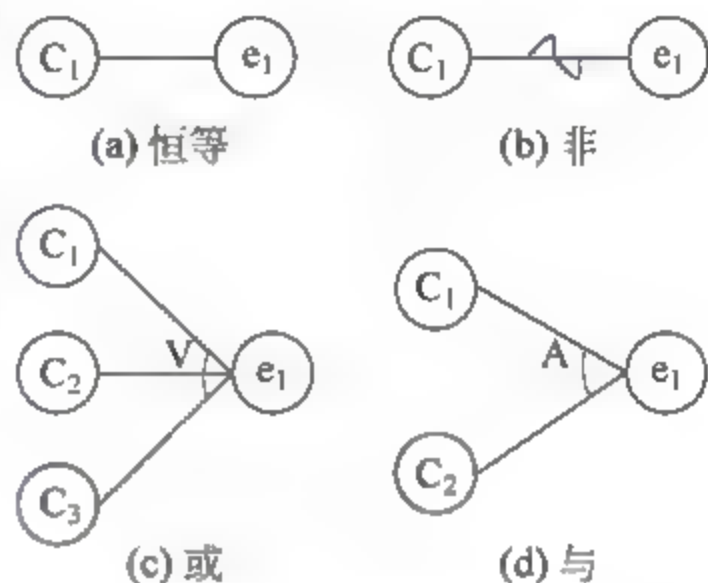 C₁ e₁ C₁ e₁
(a) 恒等 (b) 非
C₁
C₁
V A
C₂ e₁ e₁
C₂
C₃
(c) 或 (d) 与